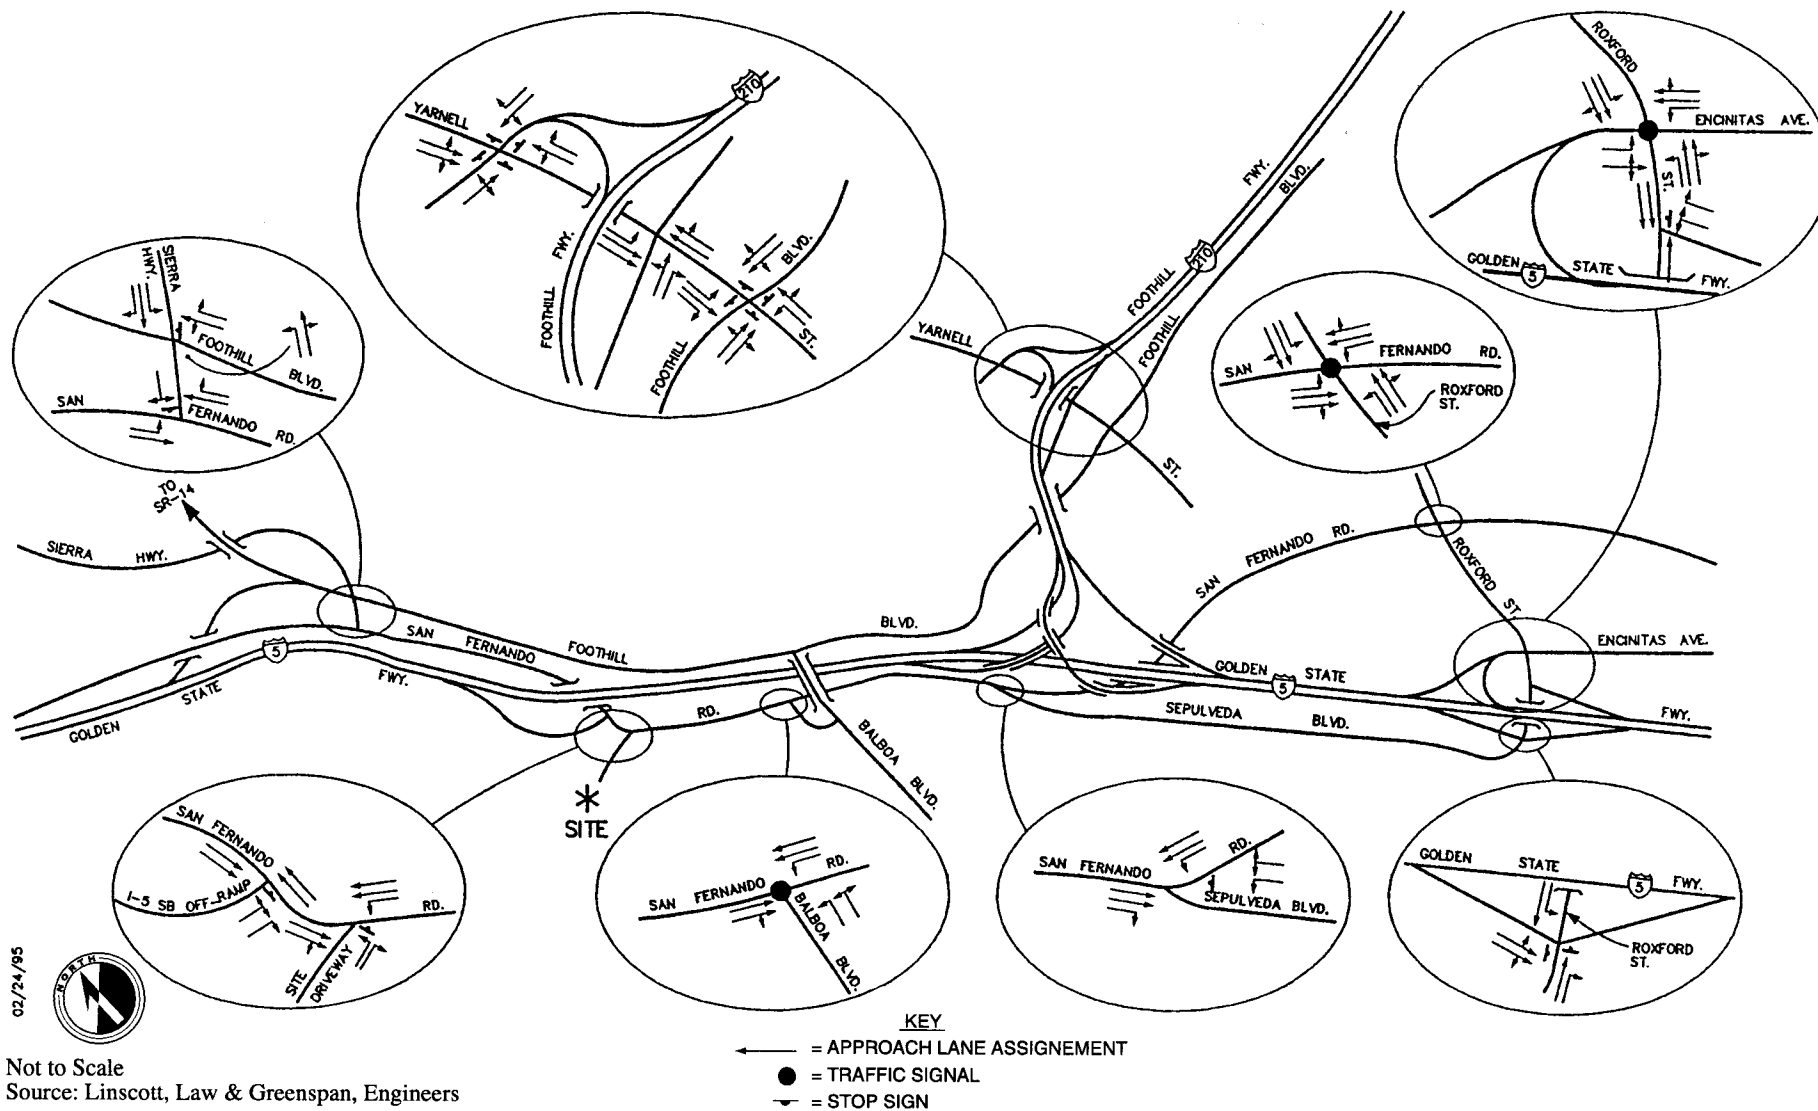 YARNELL
210
FWY.
FOOTHILL
BLVD.
FOOTHILL
ST.
ROXFORD
ENCINITAS AVE.
ST.
GOLDEN 5 STATE FWY.
SIERRA
HWY.
FOOTHILL
BLVD.
SAN FERNANDO RD.
FWY.
BLVD.
210
FOOTHILL
FOOTHILL
YARNELL
ST.
SAN FERNANDO RD.
ROXFORD
ST.
TO
SR-14
SIERRA HWY.
SAN FERNANDO RD.
ROXFORD ST.
SAN FERNANDO
FOOTHILL BLVD.
ENCINITAS AVE.
GOLDEN STATE
5
FWY.
5
GOLDEN STATE FWY.
RD.
SEPULVEDA BLVD.
BALBOA BLVD.
SITE
SAN FERNANDO RD.
I-5 SB OFF-RAMP
SITE
DRIVEWAY
SAN FERNANDO RD.
BALBOA BLVD.
SAN FERNANDO RD.
SEPULVEDA BLVD.
GOLDEN STATE 5 FWY.
ROXFORD
ST.
02/24/95
NORTH
KEY
= APPROACH LANE ASSIGNEMENT
= TRAFFIC SIGNAL
= STOP SIGN
Not to Scale
Source: Linscott, Law & Greenspan, Engineers